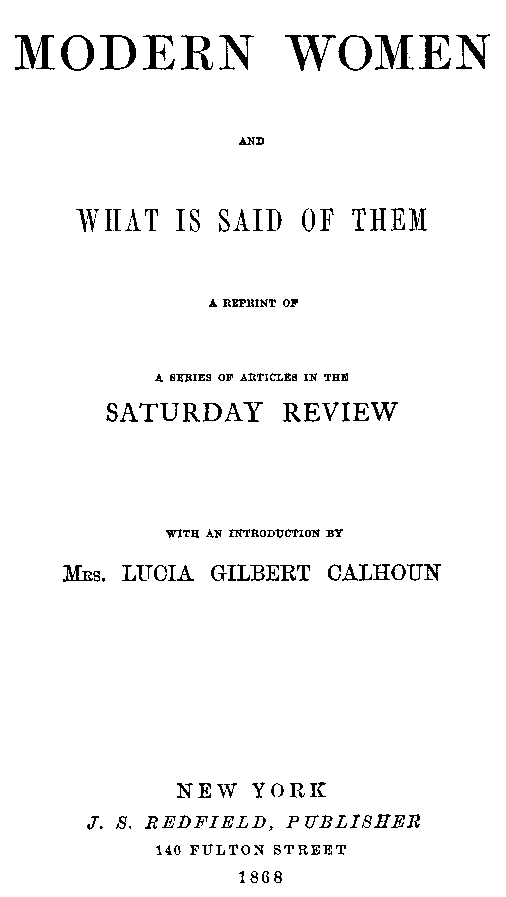 MODERN WOMEN
AND
WHAT IS SAID OF THEM
A REPRINT OF
A SERIES OF ARTICLES IN THE
SATURDAY REVIEW
WITH AN INTRODUCTION BY
MRS. LUCIA GILBERT CALHOUN
NEW YORK
J. S. REDFIELD, PUBLISHER
140 FULTON STREET
1868